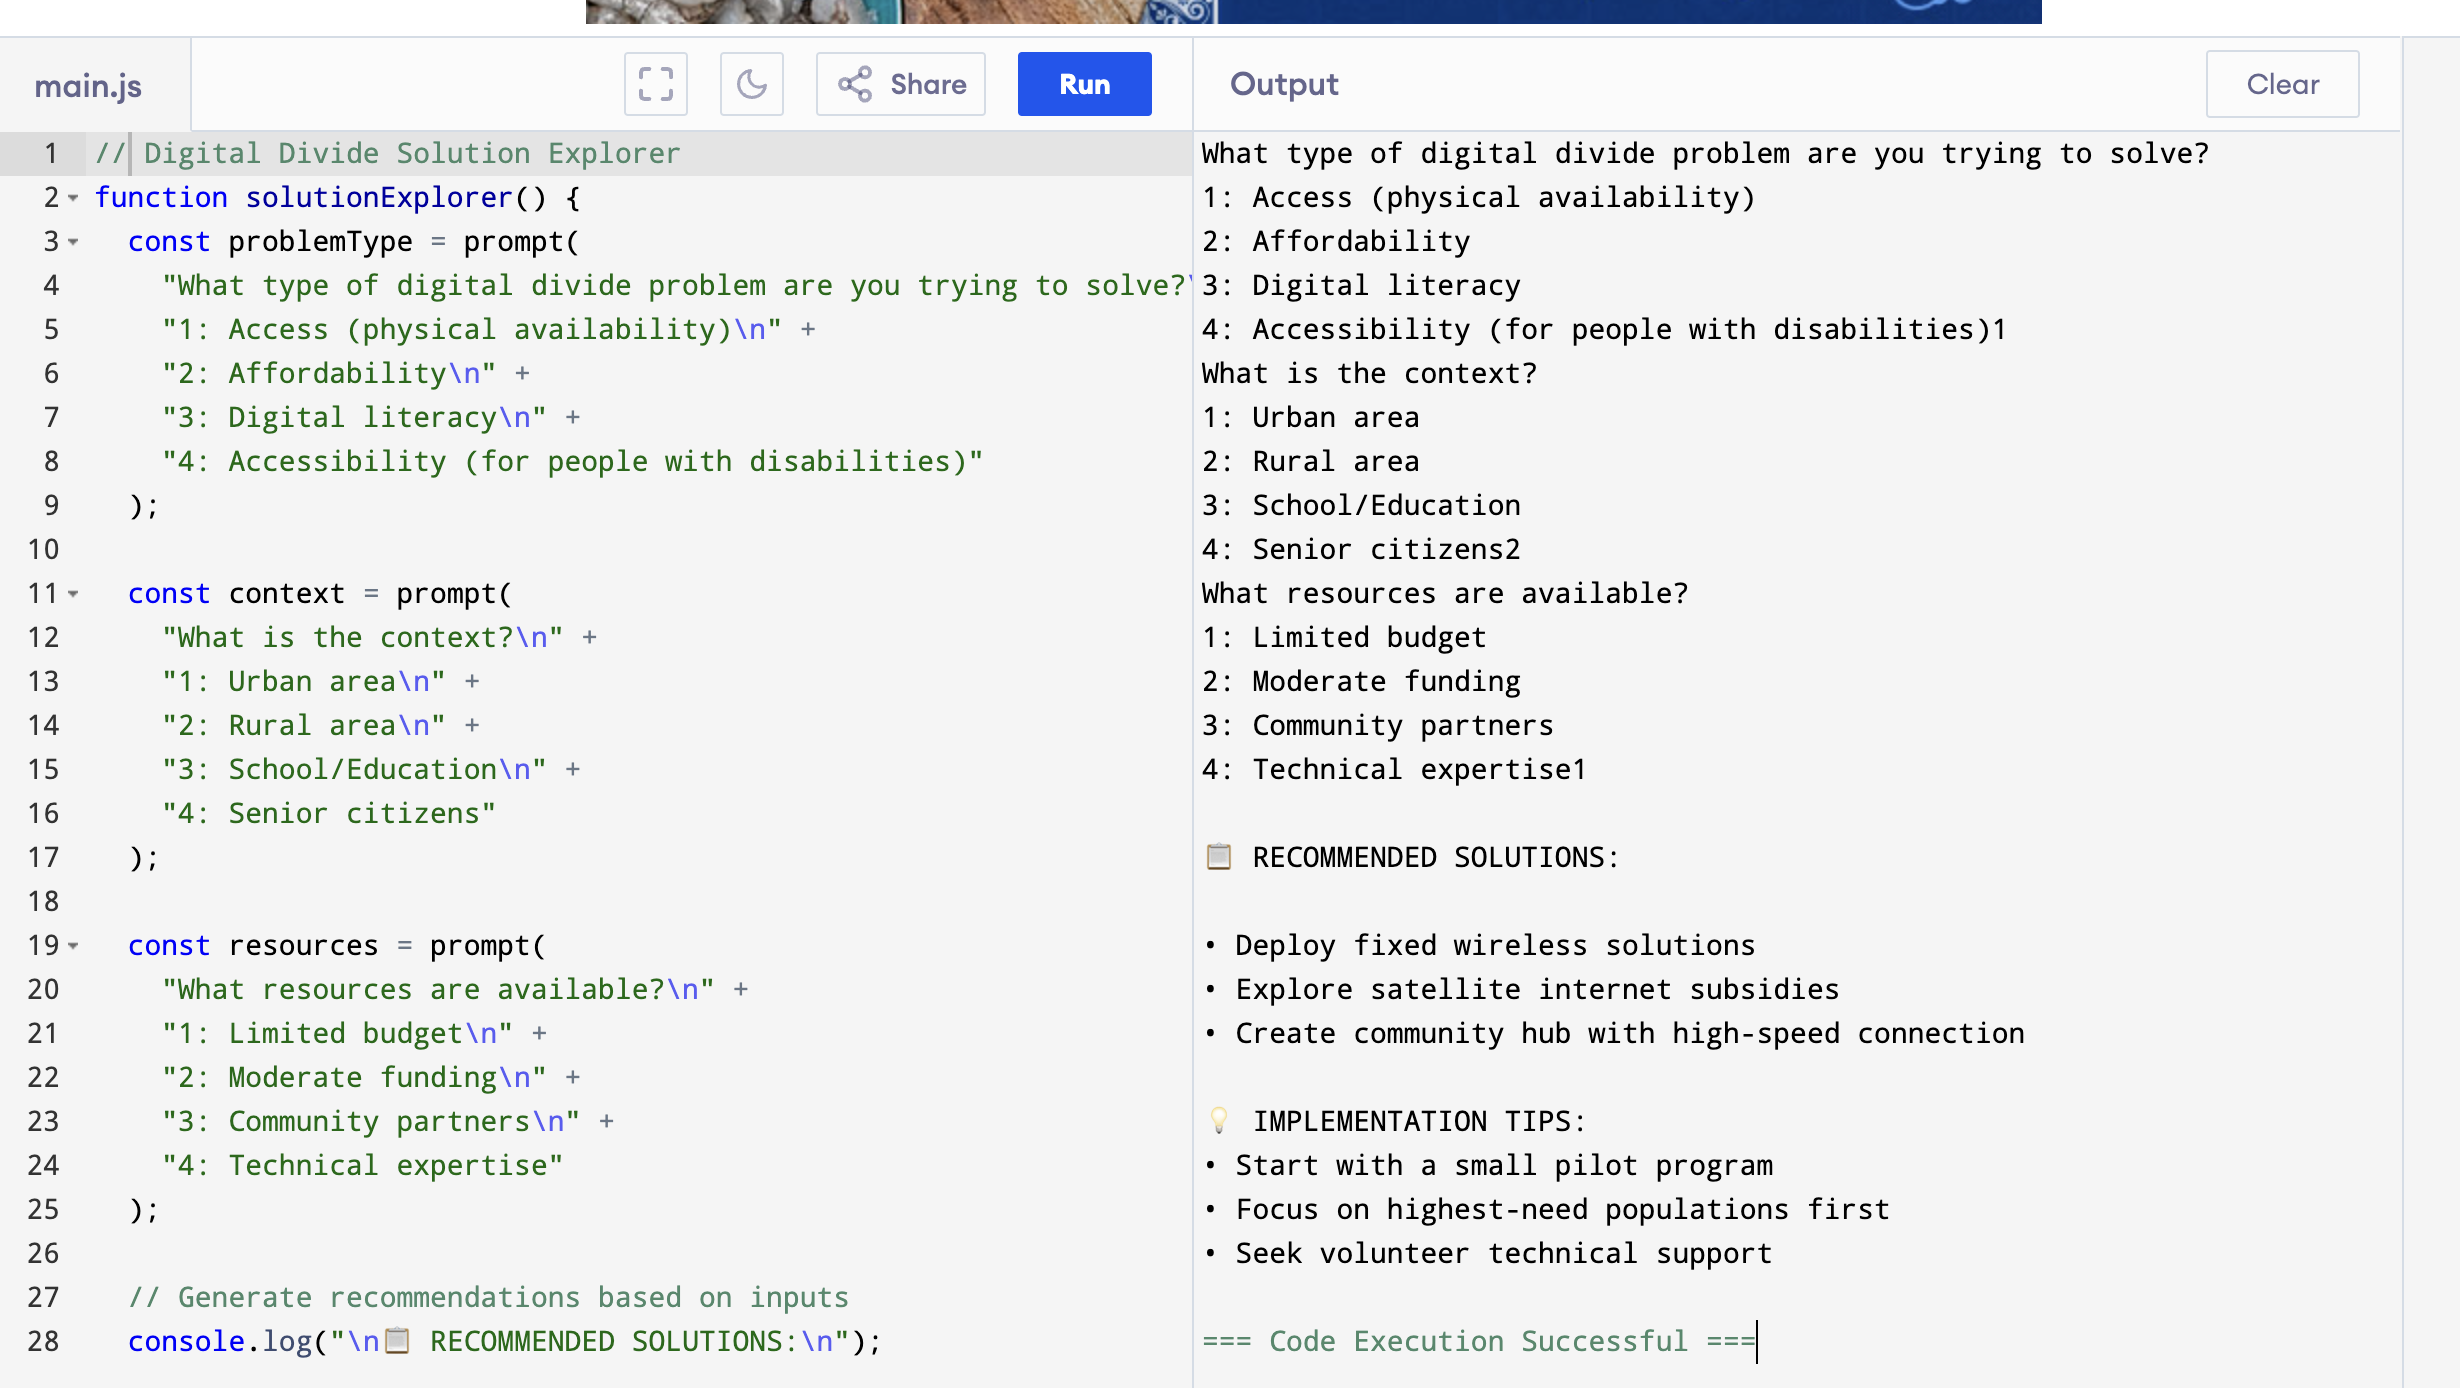 main.js
Share
Run
Output
Clear
1 // Digital Divide Solution Explorer
2 function solutionExplorer() {
3 const problemType = prompt(
4 "What type of digital divide problem are you trying to solve?\
5 "1: Access (physical availability)\n" +
6 "2: Affordability\n" +
7 "3: Digital literacy\n" +
8 "4: Accessibility (for people with disabilities)"
9 );
10
11 const context = prompt(
12 "What is the context?\n" +
13 "1: Urban area\n" +
14 "2: Rural area\n" +
15 "3: School/Education\n" +
16 "4: Senior citizens"
17 );
18
19 const resources = prompt(
20 "What resources are available?\n" +
21 "1: Limited budget\n" +
22 "2: Moderate funding\n" +
23 "3: Community partners\n" +
24 "4: Technical expertise"
25 );
26
27 // Generate recommendations based on inputs
28 console.log("\n📋 RECOMMENDED SOLUTIONS:\n");
What type of digital divide problem are you trying to solve?
1: Access (physical availability)
2: Affordability
3: Digital literacy
4: Accessibility (for people with disabilities)1
What is the context?
1: Urban area
2: Rural area
3: School/Education
4: Senior citizens2
What resources are available?
1: Limited budget
2: Moderate funding
3: Community partners
4: Technical expertise1
📋 RECOMMENDED SOLUTIONS:
• Deploy fixed wireless solutions
• Explore satellite internet subsidies
• Create community hub with high-speed connection
💡 IMPLEMENTATION TIPS:
• Start with a small pilot program
• Focus on highest-need populations first
• Seek volunteer technical support
=== Code Execution Successful ===